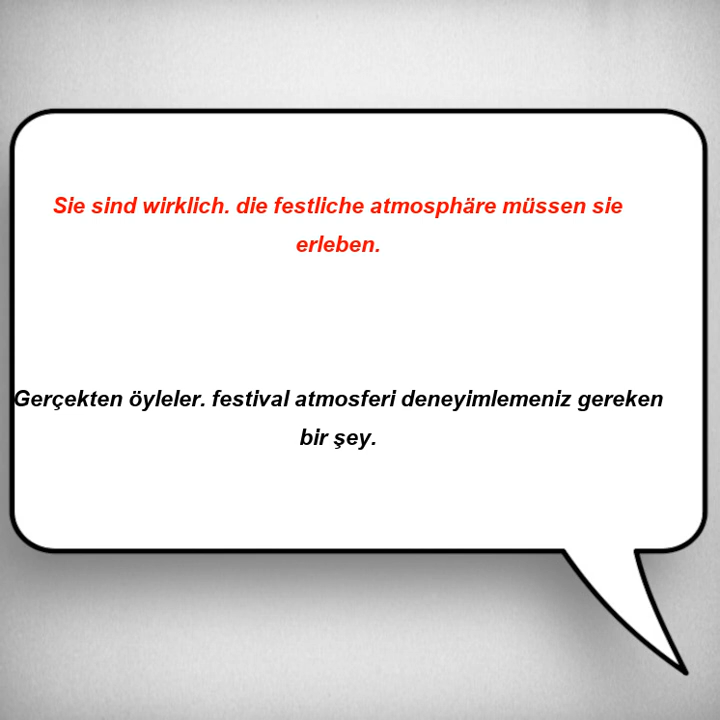 Sie sind wirklich. die festliche atmosphäre müssen sie
erleben.
Gerçekten öyleler. festival atmosferi deneyimlemeniz gereken
bir şey.